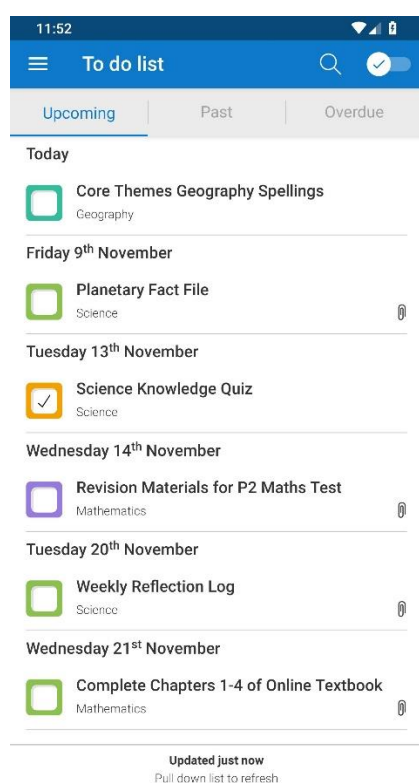 11:52
To do list
Upcoming Past Overdue
Today
Core Themes Geography Spellings
Geography
Friday 9th November
Planetary Fact File
Science
Tuesday 13th November
Science Knowledge Quiz
Science
Wednesday 14th November
Revision Materials for P2 Maths Test
Mathematics
Tuesday 20th November
Weekly Reflection Log
Science
Wednesday 21st November
Complete Chapters 1-4 of Online Textbook
Mathematics
Updated just now
Pull down list to refresh